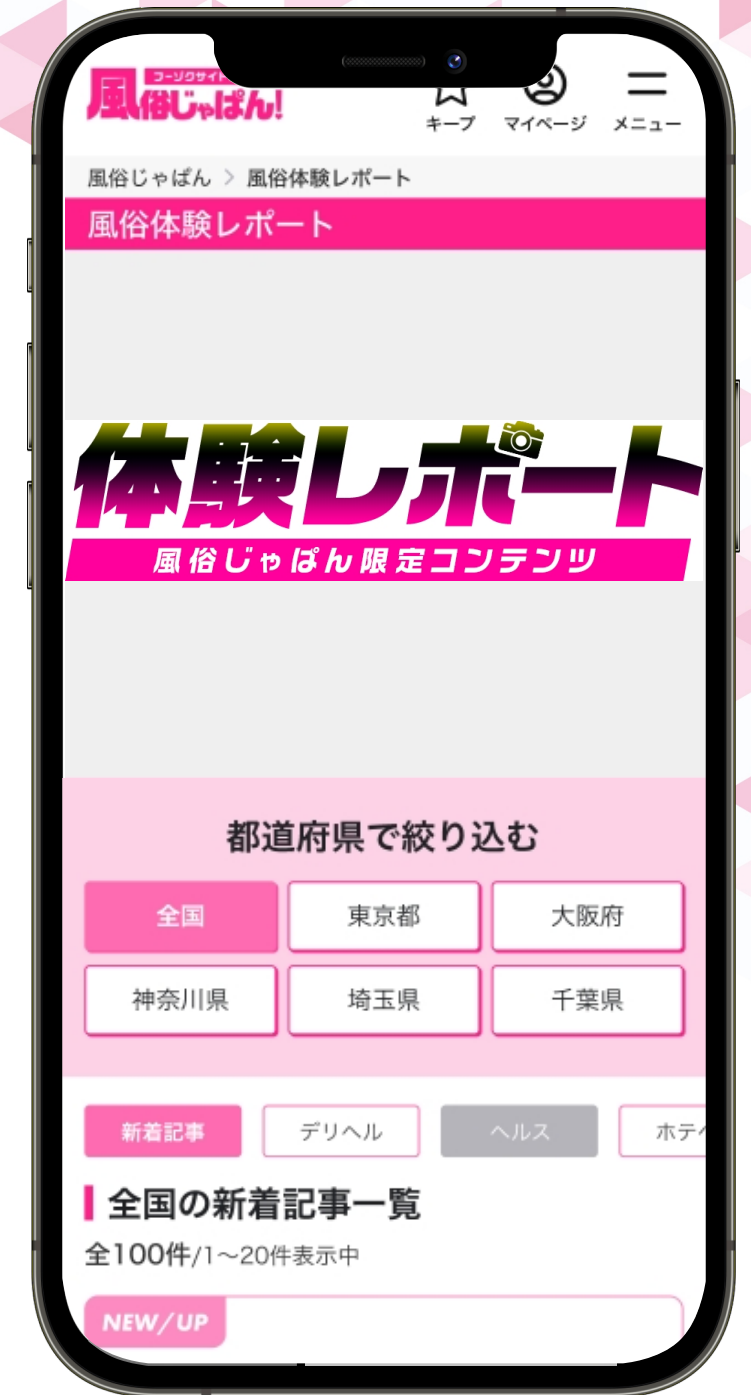 フーゾクサイト
風俗じゃぱん!
キープ マイページ メニュー
風俗じゃぱん > 風俗体験レポート
風俗体験レポート
体験レポート
風俗じゃぱん限定コンテンツ
都道府県で絞り込む
全国 東京都 大阪府
神奈川県 埼玉県 千葉県
新着記事 デリヘル ヘルス ホテ
全国の新着記事一覧
全100件/1～20件表示中
NEW/UP